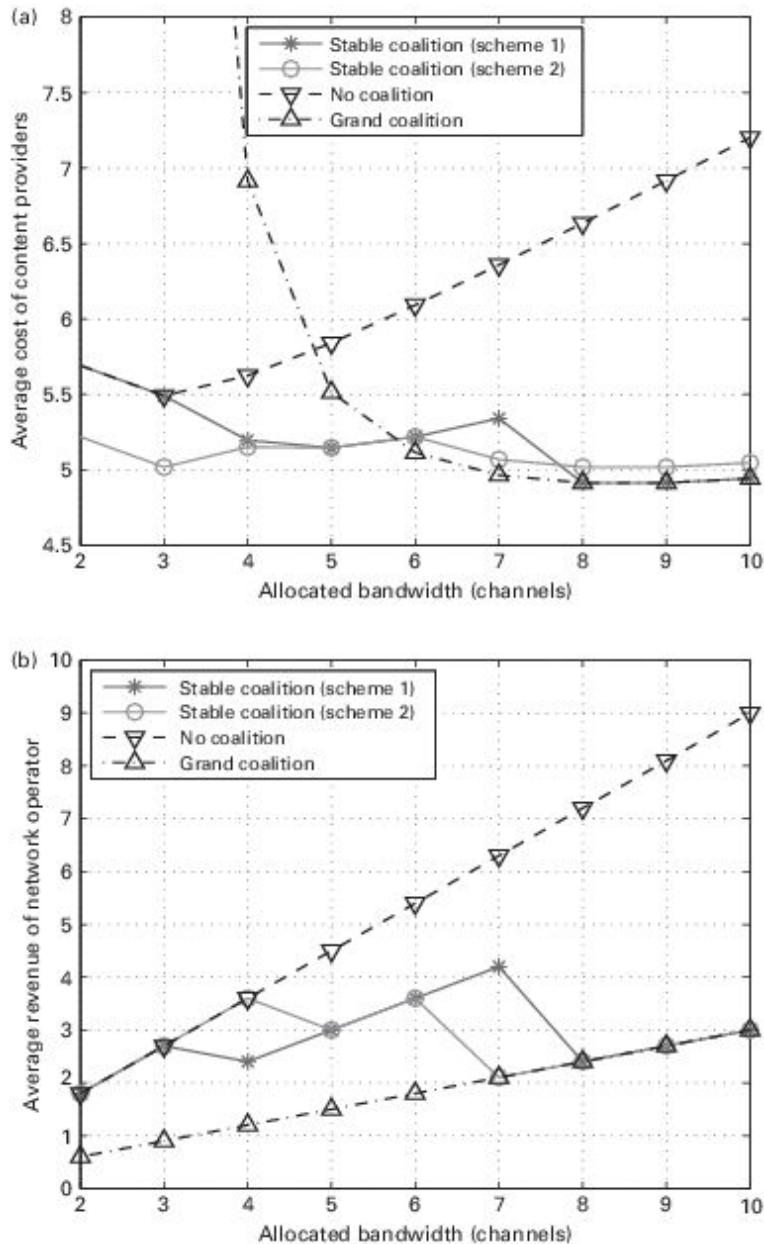 (a)
8
7.5
7
6.5
6
5.5
5
4.5
Average cost of content providers
Stable coalition (scheme 1)
Stable coalition (scheme 2)
No coalition
Grand coalition
2 3 4 5 6 7 8 9 10
Allocated bandwidth (channels)
(b)
10
9
8
7
6
5
4
3
2
1
0
Average revenue of network operator
Stable coalition (scheme 1)
Stable coalition (scheme 2)
No coalition
Grand coalition
2 3 4 5 6 7 8 9 10
Allocated bandwidth (channels)